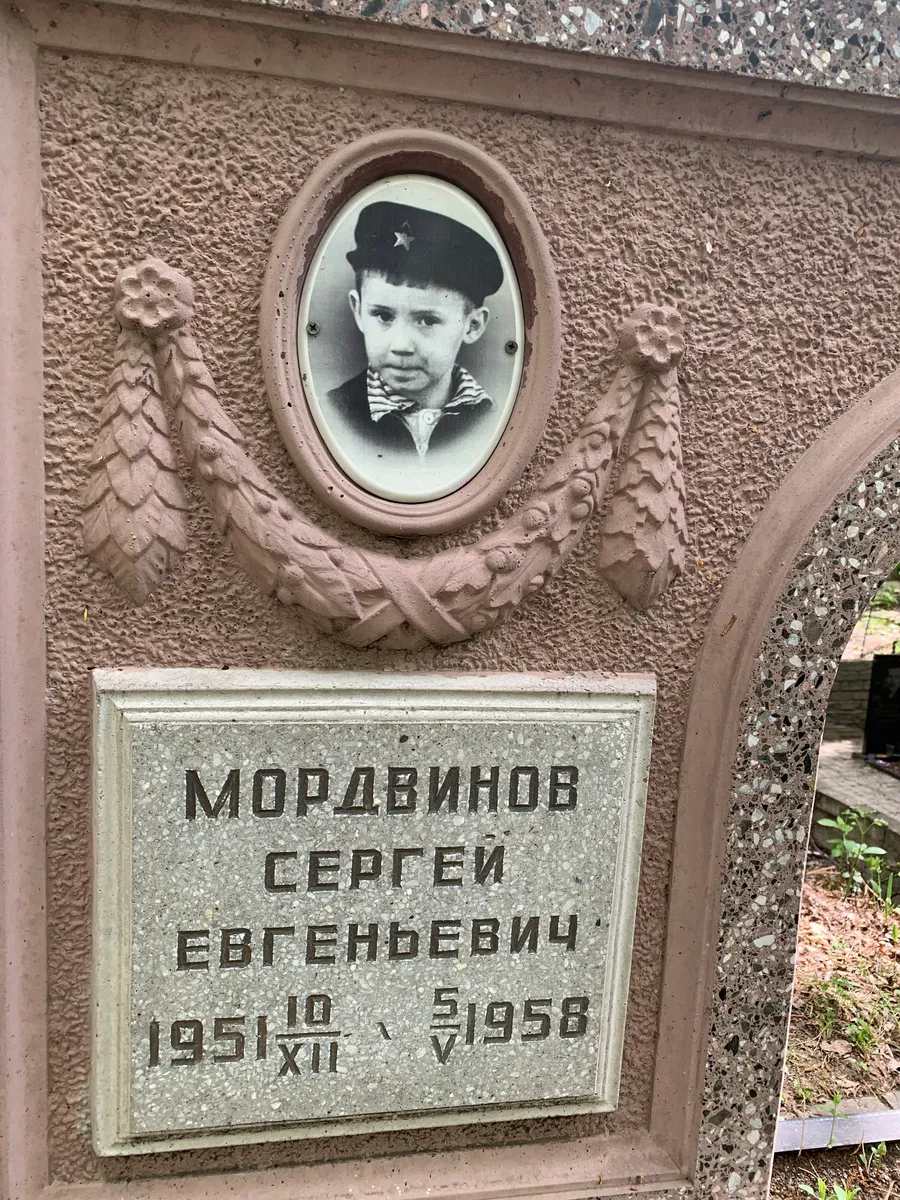 МОРДВИНОВ
СЕРГЕЙ
ЕВГЕНЬЕВИЧ
1951 10/XII - 5/V 1958